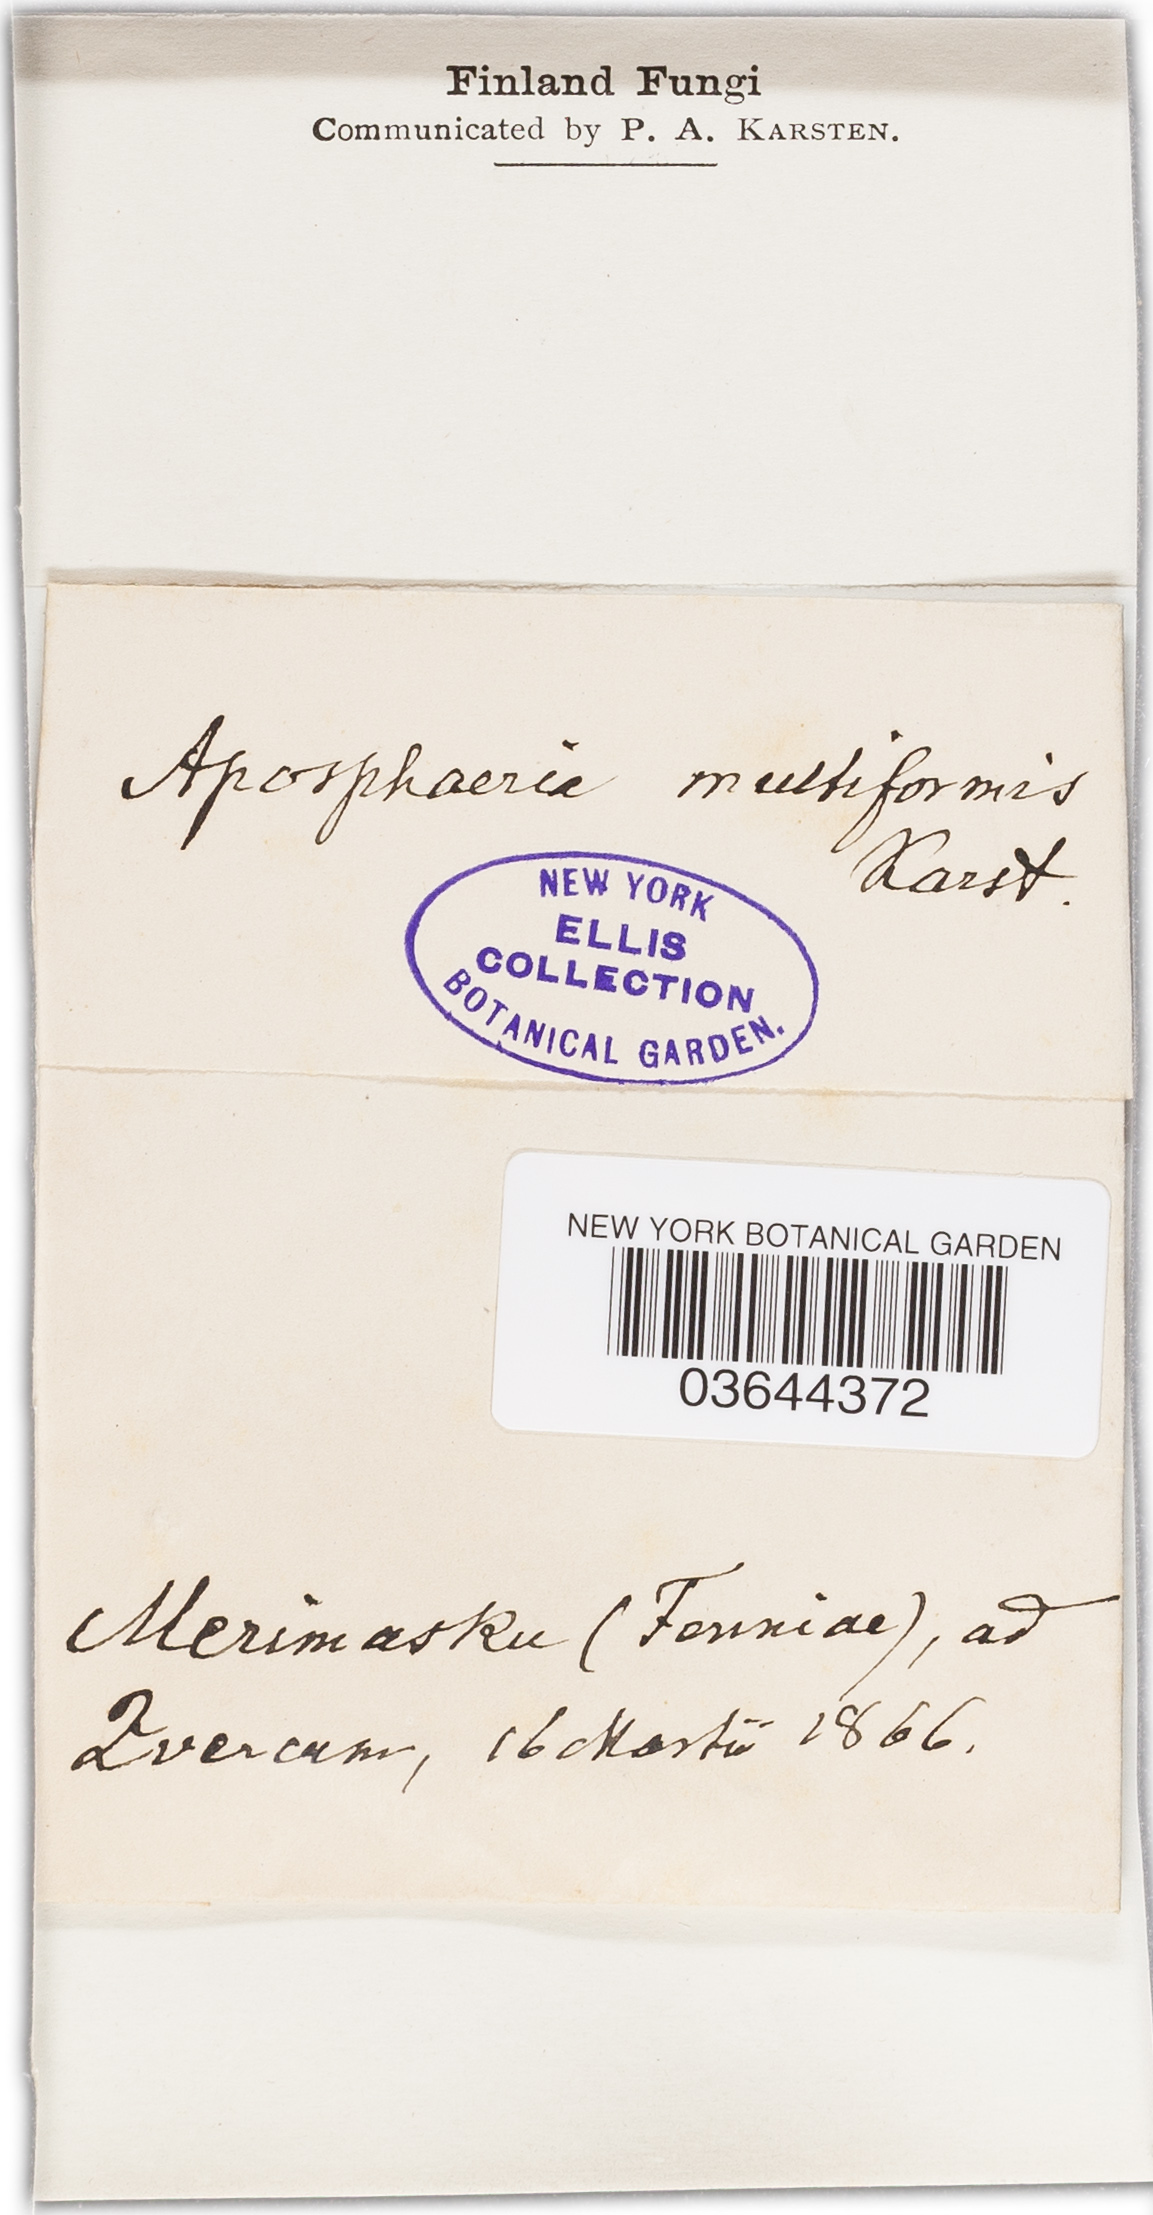 Finland Fungi
Communicated by P. A. KARSTEN.
Aposphaeria multiformis
Karst.
NEW YORK
ELLIS
COLLECTION
BOTANICAL GARDEN.
NEW YORK BOTANICAL GARDEN
03644372
Merimasku (Fenniae), ad
Qvercum, 16 Martii 1866.